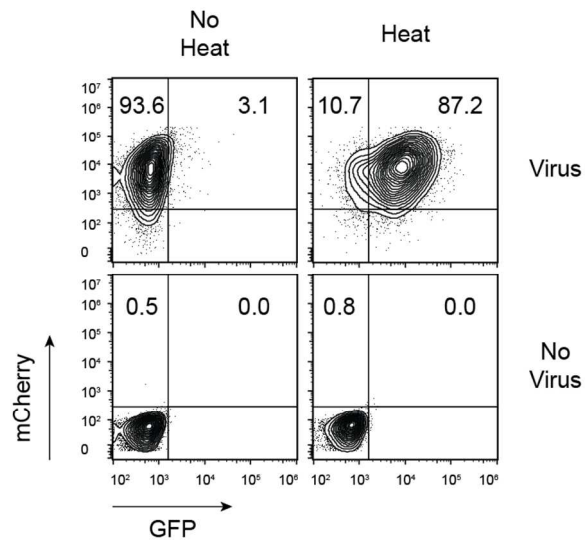 No
Heat
Heat
10⁷
10⁶
10⁵
10⁴
10³
10²
0
93.6 3.1
10.7 87.2
Virus
10⁷
10⁶
10⁵
10⁴
10³
10²
0
0.5 0.0
0.8 0.0
No
Virus
mCherry
10² 10³ 10⁴ 10⁵ 10⁶
10² 10³ 10⁴ 10⁵ 10⁶
GFP